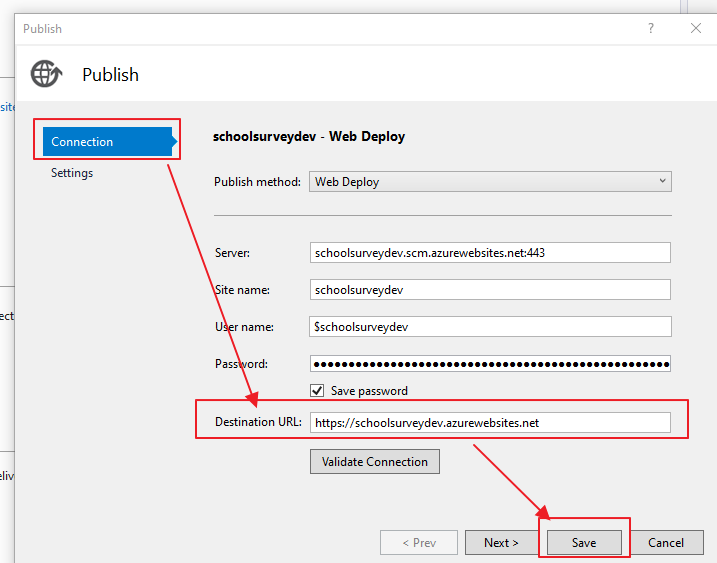 Publish
?
Publish
site
Connection
Settings
schoolsurveydev - Web Deploy
Publish method: Web Deploy
Server: schoolsurveydev.scm.azurewebsites.net:443
Site name: schoolsurveydev
User name: $schoolsurveydev
ect
Password: ••••••••••••••••••••••••••••••••••••••••••••••••
Save password
Destination URL: https://schoolsurveydev.azurewebsites.net
Validate Connection
elive
< Prev Next > Save Cancel